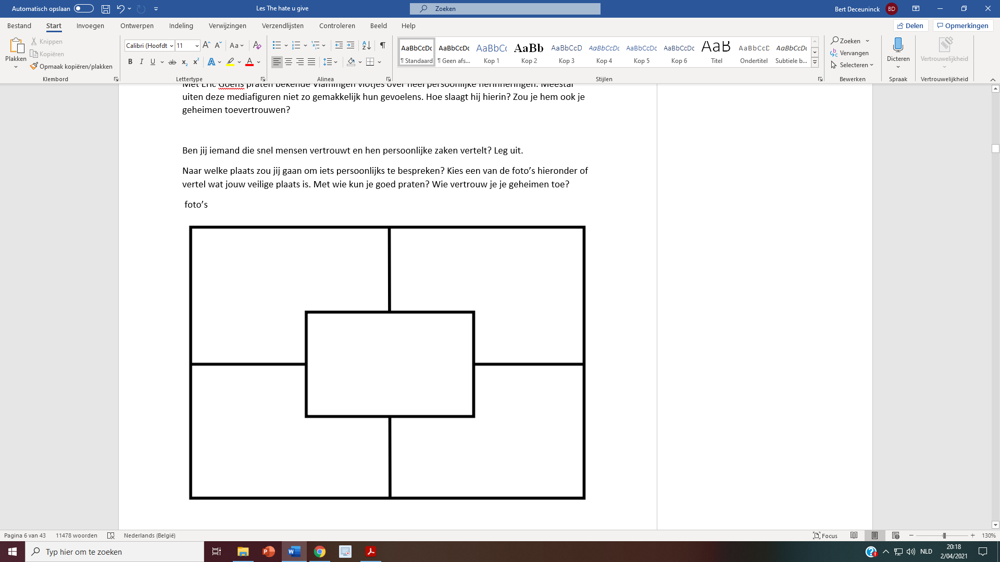 Automatisch opslaan
Les The hate u give
Zoeken
Bert Deceuninck
BD
Bestand Start Invoegen Ontwerpen Indeling Verwijzingen Verzendlijsten Controleren Beeld Help
Delen
Opmerkingen
Plakken
Knippen
Kopiëren
Opmaak kopiëren/plakken
Klembord
Calibri (Hoofdt
11
Lettertype
Alinea
AaBbCcDc AaBbCcDc AaBbCc AaBb AaBbCcD AaBbCcDc AaBbCcDc AaBbCcDc AaB AaBbCcD AaBbCcDc
¶ Standaard ¶ Geen afs... Kop 1 Kop 2 Kop 3 Kop 4 Kop 5 Kop 6 Titel Ondertitel Subtiele b...
Stijlen
Zoeken
Vervangen
Selecteren
Bewerken
Dicteren
Spraak
Vertrouwelijkheid
Vertrouwelijkheid
Met Eric Goens praten bekende Vlamingen vlotjes over heel persoonlijke herinneringen. Meestal
uiten deze mediafiguren niet zo gemakkelijk hun gevoelens. Hoe slaagt hij hierin? Zou je hem ook je
geheimen toevertrouwen?
Ben jij iemand die snel mensen vertrouwt en hen persoonlijke zaken vertelt? Leg uit.
Naar welke plaats zou jij gaan om iets persoonlijks te bespreken? Kies een van de foto’s hieronder of
vertel wat jouw veilige plaats is. Met wie kun je goed praten? Wie vertrouw je je geheimen toe?
foto’s
Pagina 6 van 43 11478 woorden Nederlands (België)
Focus
130%
Typ hier om te zoeken
NLD
20:18
2/04/2021